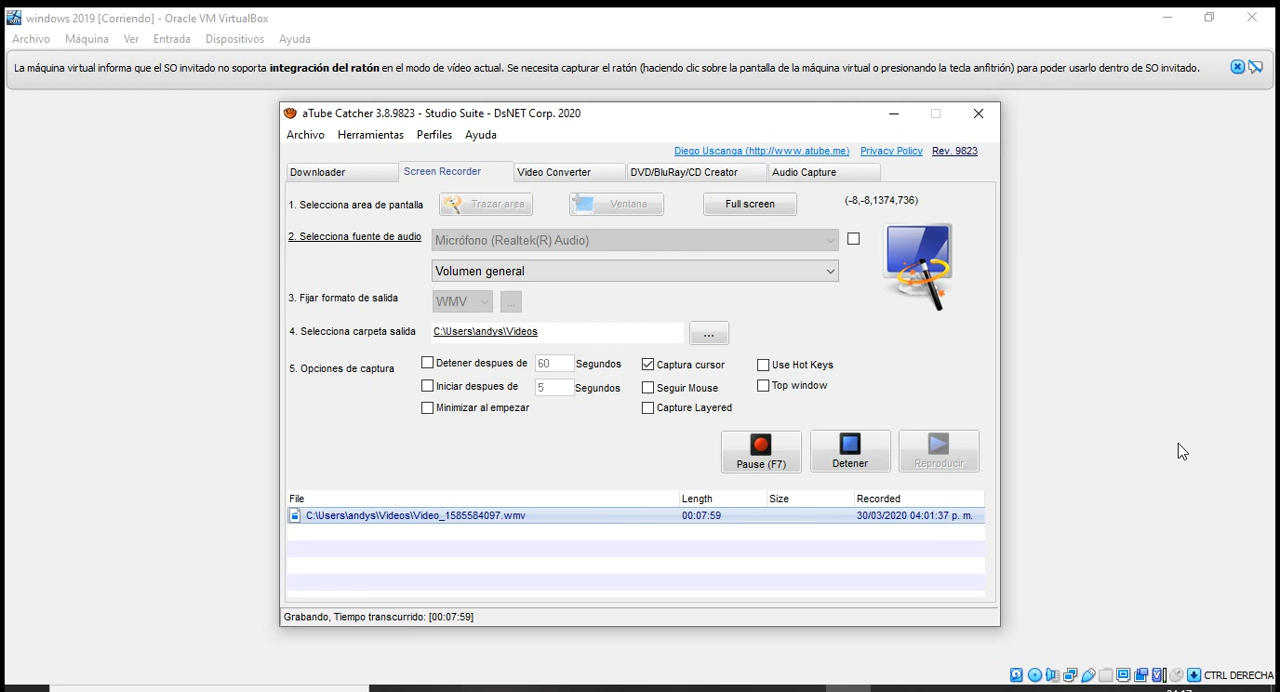 windows 2019 [Corriendo] - Oracle VM VirtualBox
Archivo Máquina Ver Entrada Dispositivos Ayuda
La máquina virtual informa que el SO invitado no soporta integración del ratón en el modo de vídeo actual. Se necesita capturar el ratón (haciendo clic sobre la pantalla de la máquina virtual o presionando la tecla anfitrión) para poder usarlo dentro de SO invitado.
aTube Catcher 3.8.9823 - Studio Suite - DsNET Corp. 2020
Archivo Herramientas Perfiles Ayuda
Diego Uscanga (http://www.atube.me) Privacy Policy Rev. 9823
Downloader Screen Recorder Video Converter DVD/BluRay/CD Creator Audio Capture
1. Selecciona area de pantalla Trazar area Ventana Full screen (-8,-8,1374,736)
2. Selecciona fuente de audio Micrófono (Realtek(R) Audio)
Volumen general
3. Fijar formato de salida WMV ...
4. Selecciona carpeta salida C:\Users\andys\Videos ...
5. Opciones de captura Detener despues de 60 Segundos Captura cursor Use Hot Keys
Iniciar despues de 5 Segundos Seguir Mouse Top window
Minimizar al empezar Capture Layered
Pause (F7) Detener Reproducir
File Length Size Recorded
C:\Users\andys\Videos\Video_1585584097.wmv 00:07:59 30/03/2020 04:01:37 p. m.
Grabando, Tiempo transcurrido: [00:07:59]
CTRL DERECHA